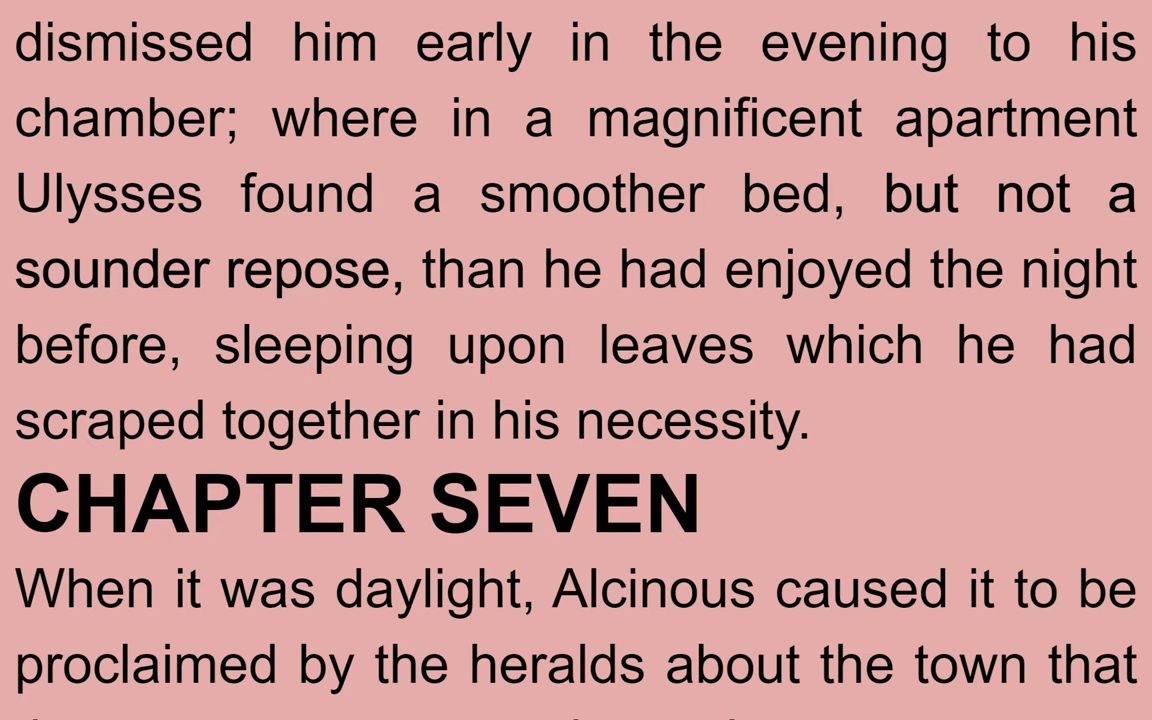 dismissed him early in the evening to his
chamber; where in a magnificent apartment
Ulysses found a smoother bed, but not a
sounder repose, than he had enjoyed the night
before, sleeping upon leaves which he had
scraped together in his necessity.
CHAPTER SEVEN
When it was daylight, Alcinous caused it to be
proclaimed by the heralds about the town that